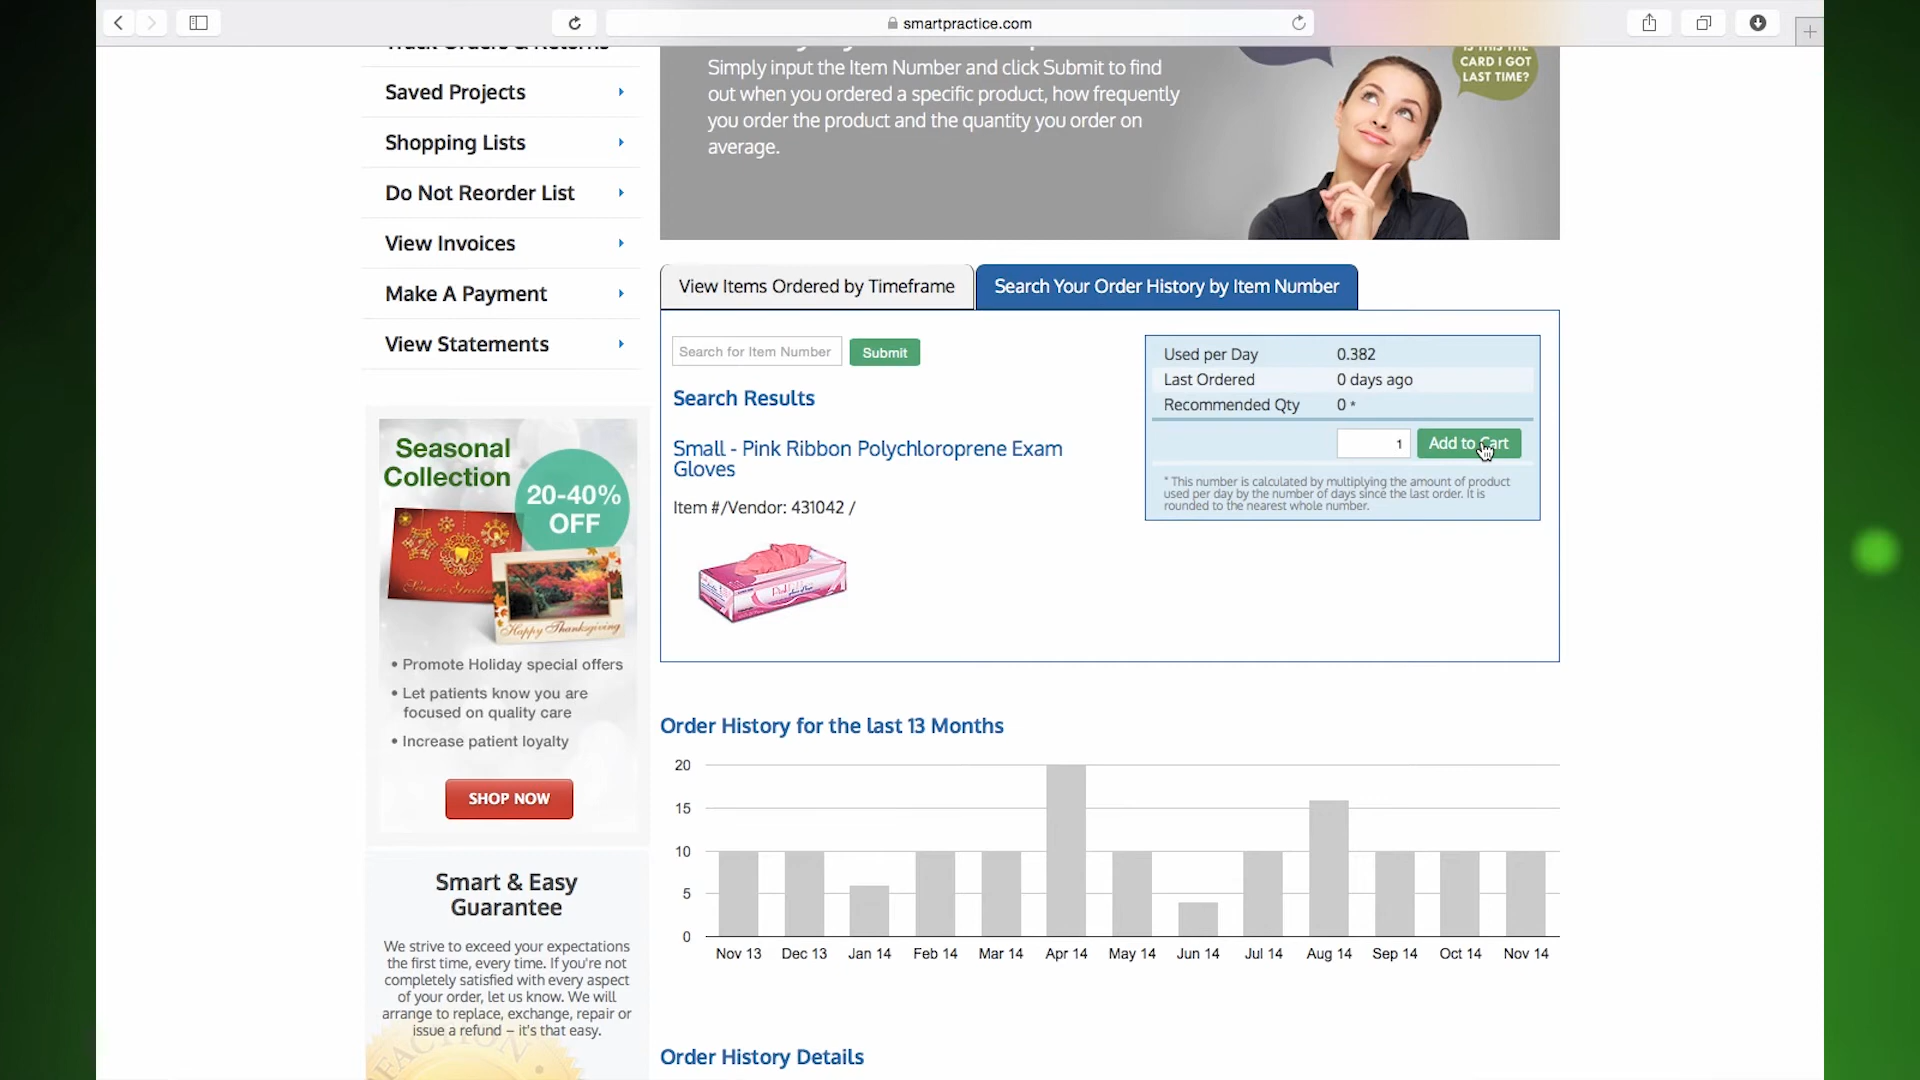 smartpractice.com
Track Orders & Returns
Saved Projects
Shopping Lists
Do Not Reorder List
View Invoices
Make A Payment
View Statements
Simply input the Item Number and click Submit to find
out when you ordered a specific product, how frequently
you order the product and the quantity you order on
average.
IS THIS THE
CARD I GOT
LAST TIME?
View Items Ordered by Timeframe
Search Your Order History by Item Number
Search for Item Number
Submit
Search Results
Small - Pink Ribbon Polychloroprene Exam
Gloves
Item #/Vendor: 431042 /
Used per Day 0.382
Last Ordered 0 days ago
Recommended Qty 0 *
1 Add to Cart
* This number is calculated by multiplying the amount of product
used per day by the number of days since the last order. It is
rounded to the nearest whole number.
Seasonal
Collection
20-40%
OFF
Season's Greetings
Happy Thanksgiving
• Promote Holiday special offers
• Let patients know you are
focused on quality care
• Increase patient loyalty
SHOP NOW
Smart & Easy
Guarantee
We strive to exceed your expectations
the first time, every time. If you're not
completely satisfied with every aspect
of your order, let us know. We will
arrange to replace, exchange, repair or
issue a refund – it's that easy.
Order History for the last 13 Months
20
15
10
5
0
Nov 13 Dec 13 Jan 14 Feb 14 Mar 14 Apr 14 May 14 Jun 14 Jul 14 Aug 14 Sep 14 Oct 14 Nov 14
Order History Details